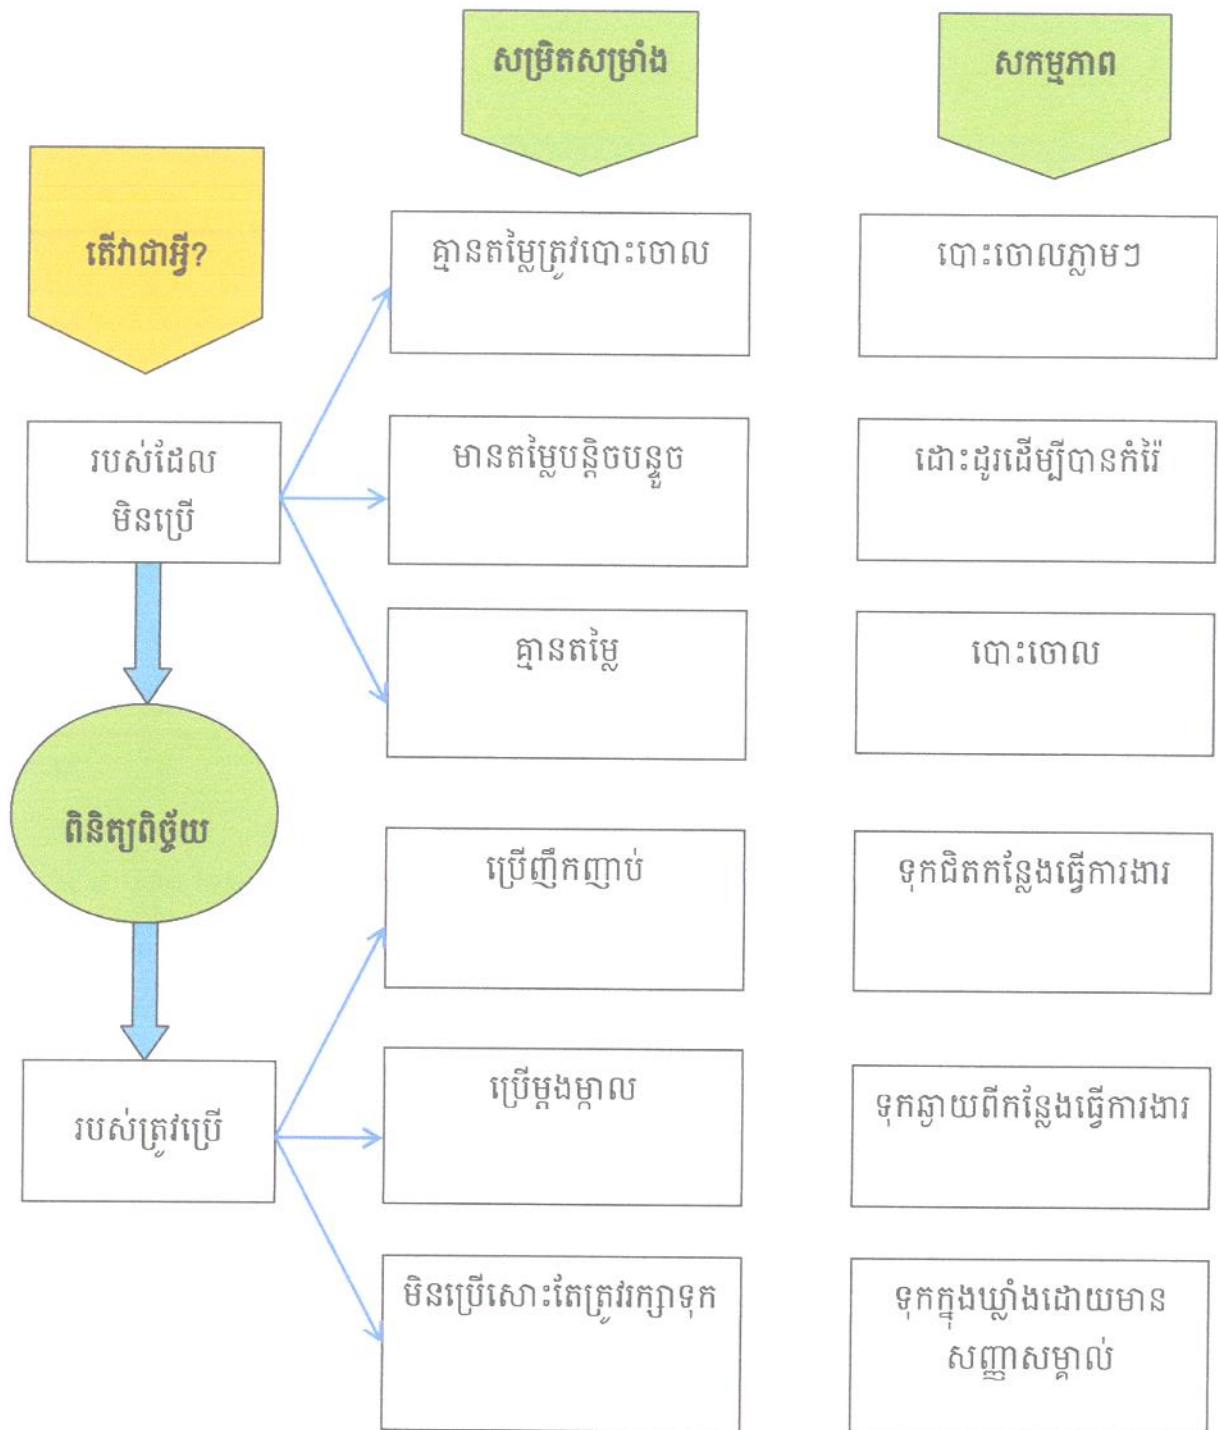 សម្រិតសម្រាំង
សកម្មភាព
តើវាជាអ្វី?
គ្មានតម្លៃត្រូវបោះចោល
បោះចោលភ្លាមៗ
របស់ដែល
មិនប្រើ
មានតម្លៃបន្តិចបន្ទួច
ដោះដូរដើម្បីបានកំរៃ
គ្មានតម្លៃ
បោះចោល
ពិនិត្យពិច្ច័យ
ប្រើញឹកញាប់
ទុកជិតកន្លែងធ្វើការងារ
របស់ត្រូវប្រើ
ប្រើម្តងម្កាល
ទុកឆ្ងាយពីកន្លែងធ្វើការងារ
មិនប្រើសោះតែត្រូវរក្សាទុក
ទុកក្នុងឃ្លាំងដោយមាន
សញ្ញាសម្គាល់